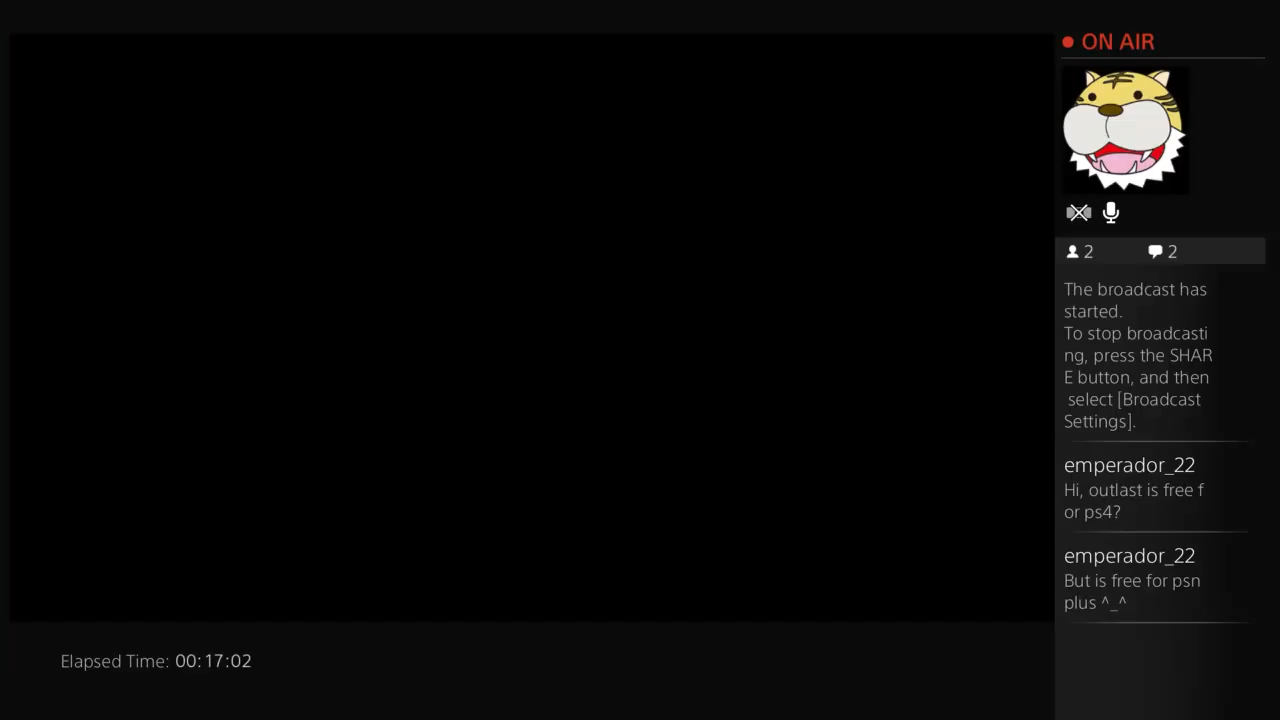 ON AIR
2 2
The broadcast has
started.
To stop broadcasti
ng, press the SHAR
E button, and then
select [Broadcast
Settings].
emperador_22
Hi, outlast is free f
or ps4?
emperador_22
But is free for psn
plus ^_^
Elapsed Time: 00:17:02